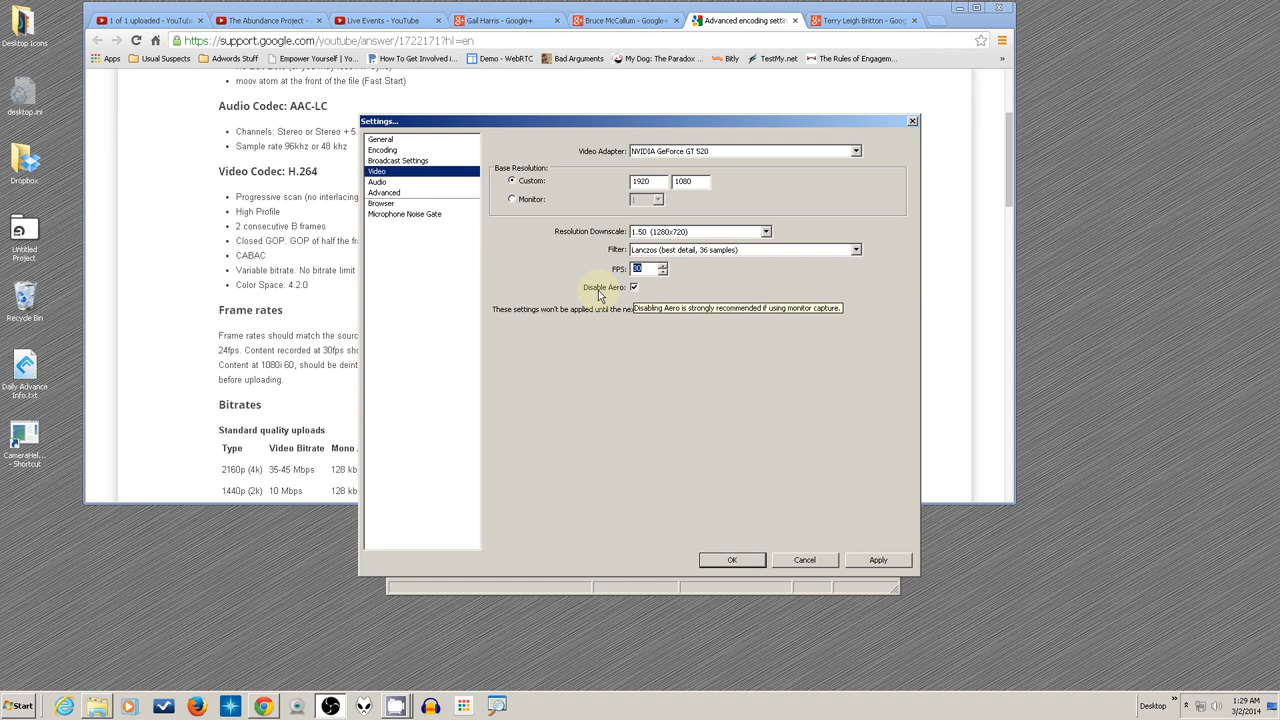 Desktop Icons
desktop.ini
Dropbox
Untitled
Project
Recycle Bin
Daily Advance
Info.txt
CameraHel...
- Shortcut
1 of 1 uploaded - YouTube
The Abundance Project -
Live Events - YouTube
Gail Harris - Google+
Bruce McCallum - Google+
Advanced encoding settin
Terry Leigh Britton - Goo
https://support.google.com/youtube/answer/1722171?hl=en
Apps
Usual Suspects
Adwords Stuff
Empower Yourself | Yo...
How To Get Involved i...
Demo - WebRTC
Bad Arguments
My Dog: The Paradox ...
Bitly
TestMy.net
The Rules of Engagem...
»
• moov atom at the front of the file (Fast Start)
Audio Codec: AAC-LC
• Channels: Stereo or Stereo + 5.
• Sample rate 96khz or 48 khz
Video Codec: H.264
• Progressive scan (no interlacing
• High Profile
• 2 consecutive B frames
• Closed GOP. GOP of half the fra
• CABAC
• Variable bitrate. No bitrate limit
• Color Space: 4.2.0
Frame rates
Frame rates should match the source
24fps. Content recorded at 30fps sho
Content at 1080i 60, should be deint
before uploading.
Bitrates
Standard quality uploads
Type Video Bitrate Mono
2160p (4k) 35-45 Mbps 128 kb
1440p (2k) 10 Mbps 128 kb
Settings...
General
Encoding
Broadcast Settings
Video
Audio
Advanced
Browser
Microphone Noise Gate
Video Adapter: NVIDIA GeForce GT 520
Base Resolution:
Custom: 1920 1080
Monitor: 1
Resolution Downscale: 1.50 (1280x720)
Filter: Lanczos (best detail, 36 samples)
FPS: 30
Disable Aero:
These settings won't be applied until the ne
Disabling Aero is strongly recommended if using monitor capture.
OK Cancel Apply
Start
Desktop »
1:29 AM
3/2/2014